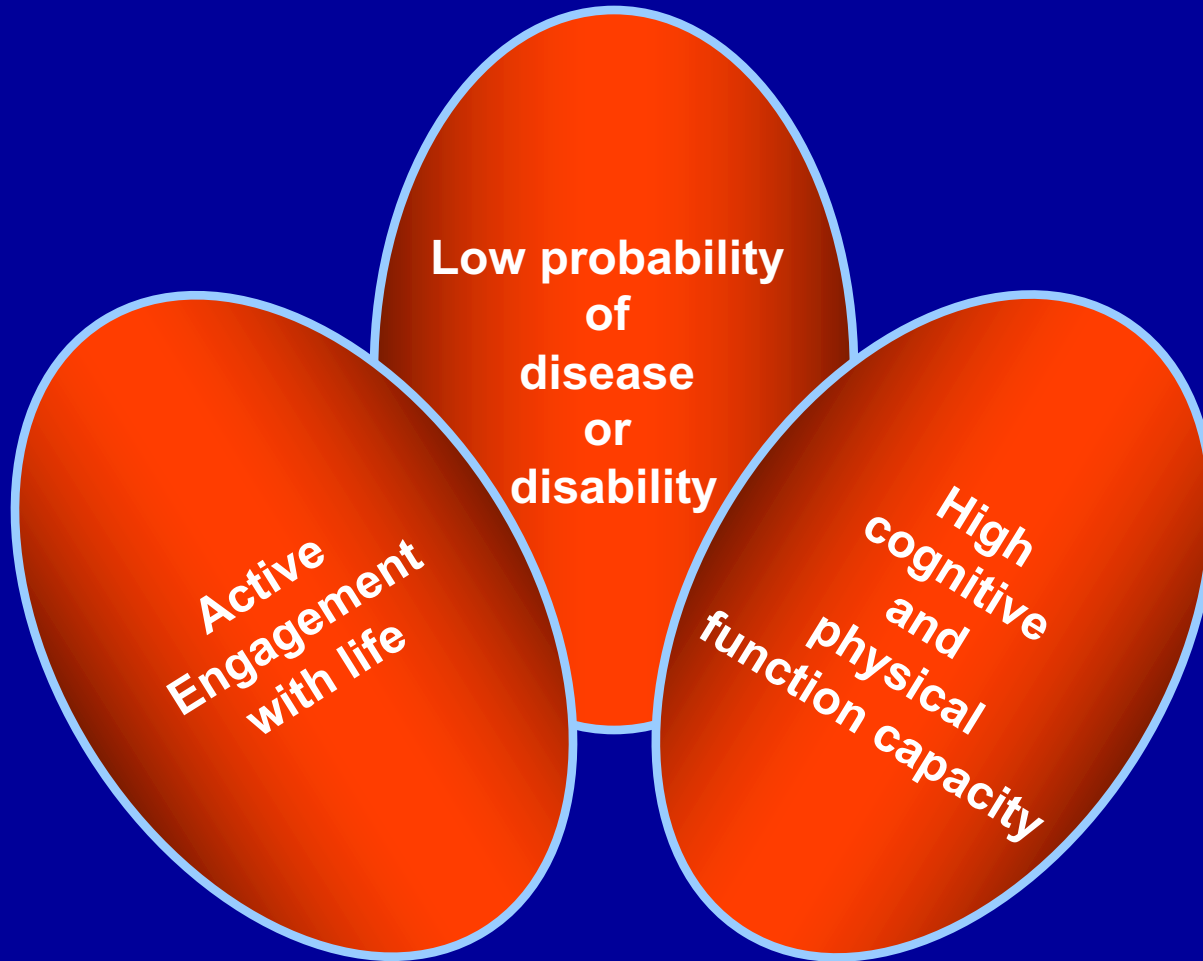 Low probability
of
disease
or
disability
Active
Engagement
with life
High
cognitive
and
physical
function capacity